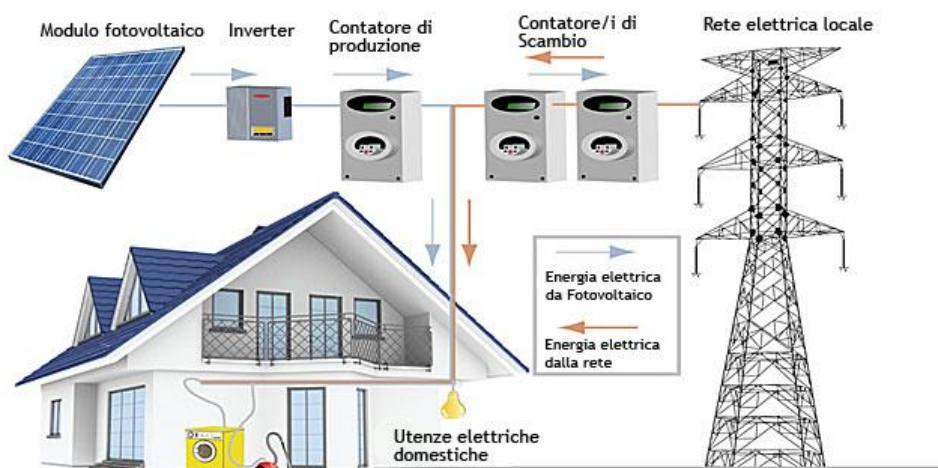 Modulo fotovoltaico
Inverter
Contatore di
produzione
Contatore/i di
Scambio
Rete elettrica locale
Energia elettrica
da Fotovoltaico
Energia elettrica
dalla rete
Utenze elettriche
domestiche